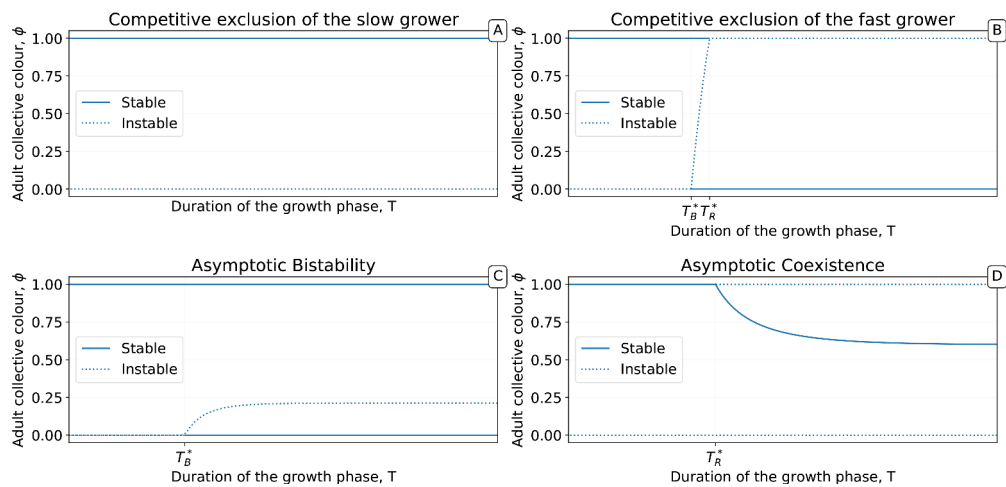 Competitive exclusion of the slow grower
A
Adult collective colour, ϕ
1.00
0.75
0.50
0.25
0.00
Stable
Instable
Duration of the growth phase, T
Competitive exclusion of the fast grower
B
Adult collective colour, ϕ
1.00
0.75
0.50
0.25
0.00
Stable
Instable
T*B T*R
Duration of the growth phase, T
Asymptotic Bistability
C
Adult collective colour, ϕ
1.00
0.75
0.50
0.25
0.00
Stable
Instable
T*B
Duration of the growth phase, T
Asymptotic Coexistence
D
Adult collective colour, ϕ
1.00
0.75
0.50
0.25
0.00
Stable
Instable
T*R
Duration of the growth phase, T